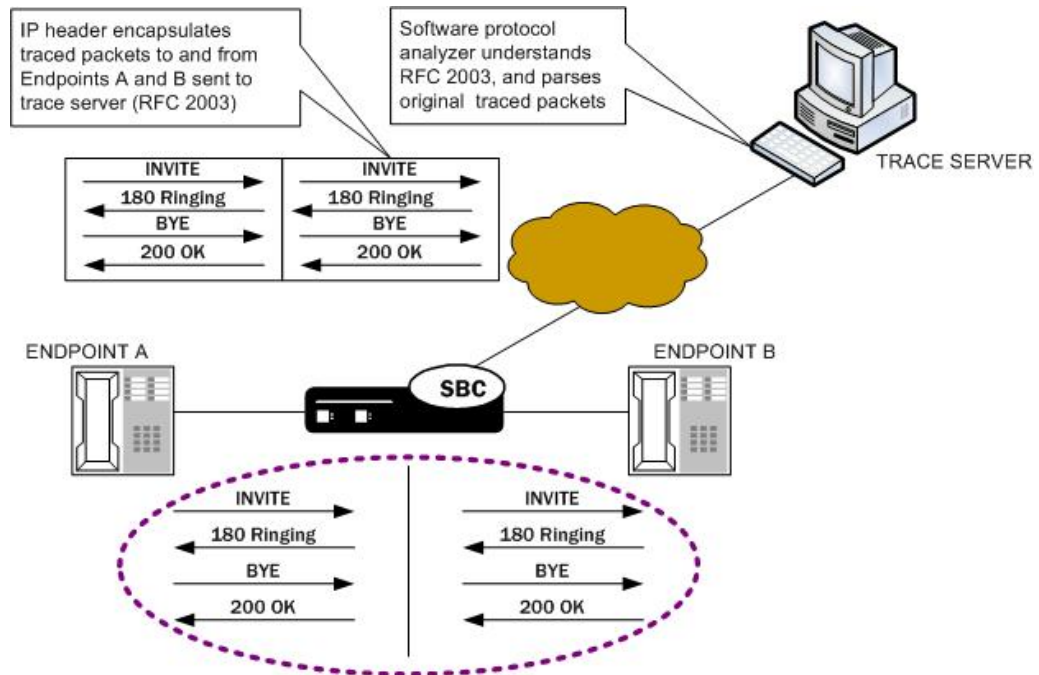 IP header encapsulates
traced packets to and from
Endpoints A and B sent to
trace server (RFC 2003)
Software protocol
analyzer understands
RFC 2003, and parses
original traced packets
TRACE SERVER
INVITE
180 Ringing
BYE
200 OK
INVITE
180 Ringing
BYE
200 OK
ENDPOINT A
SBC
ENDPOINT B
INVITE
180 Ringing
BYE
200 OK
INVITE
180 Ringing
BYE
200 OK